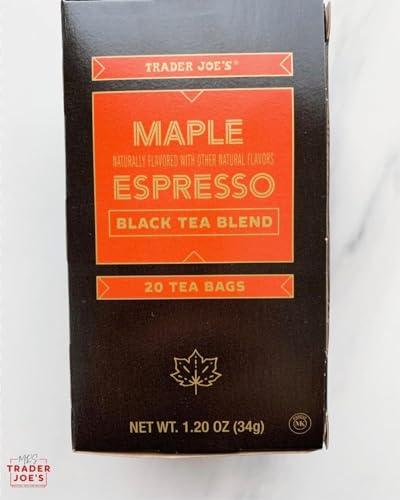 TRADER JOE'S®
MAPLE
NATURALLY FLAVORED WITH OTHER NATURAL FLAVORS
ESPRESSO
BLACK TEA BLEND
20 TEA BAGS
NET WT. 1.20 OZ (34g)
MK
MRS
TRADER
JOE'S